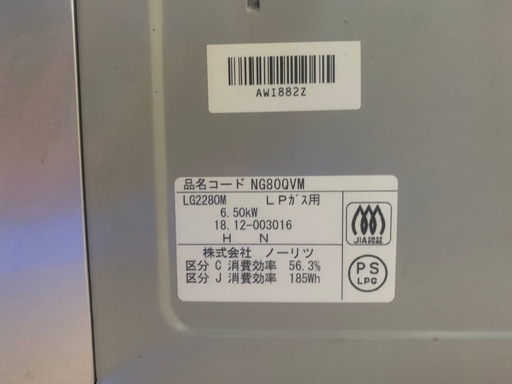 AWI882Z
品名コード NG80QVM
LG2280M LPガス用
6.50kW
18.12-003016
H N
株式会社 ノーリツ
区分 C 消費効率 56.3%
区分 J 消費効率 185Wh
JIA認証
PS
LPG